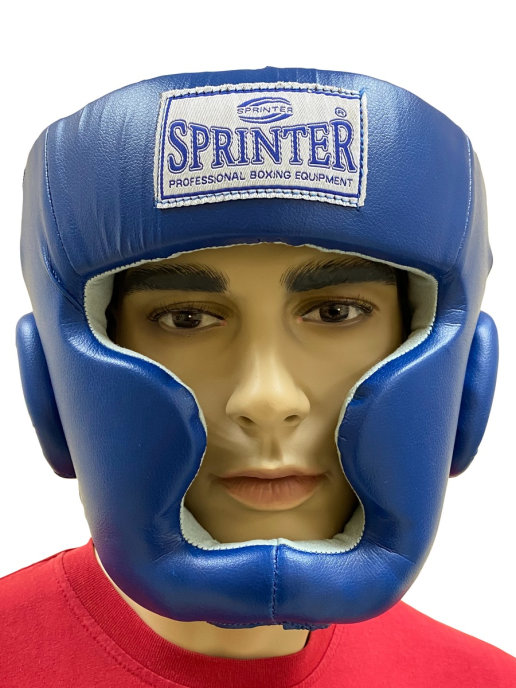 SPRINTER
SPRINTER®
PROFESSIONAL BOXING EQUIPMENT